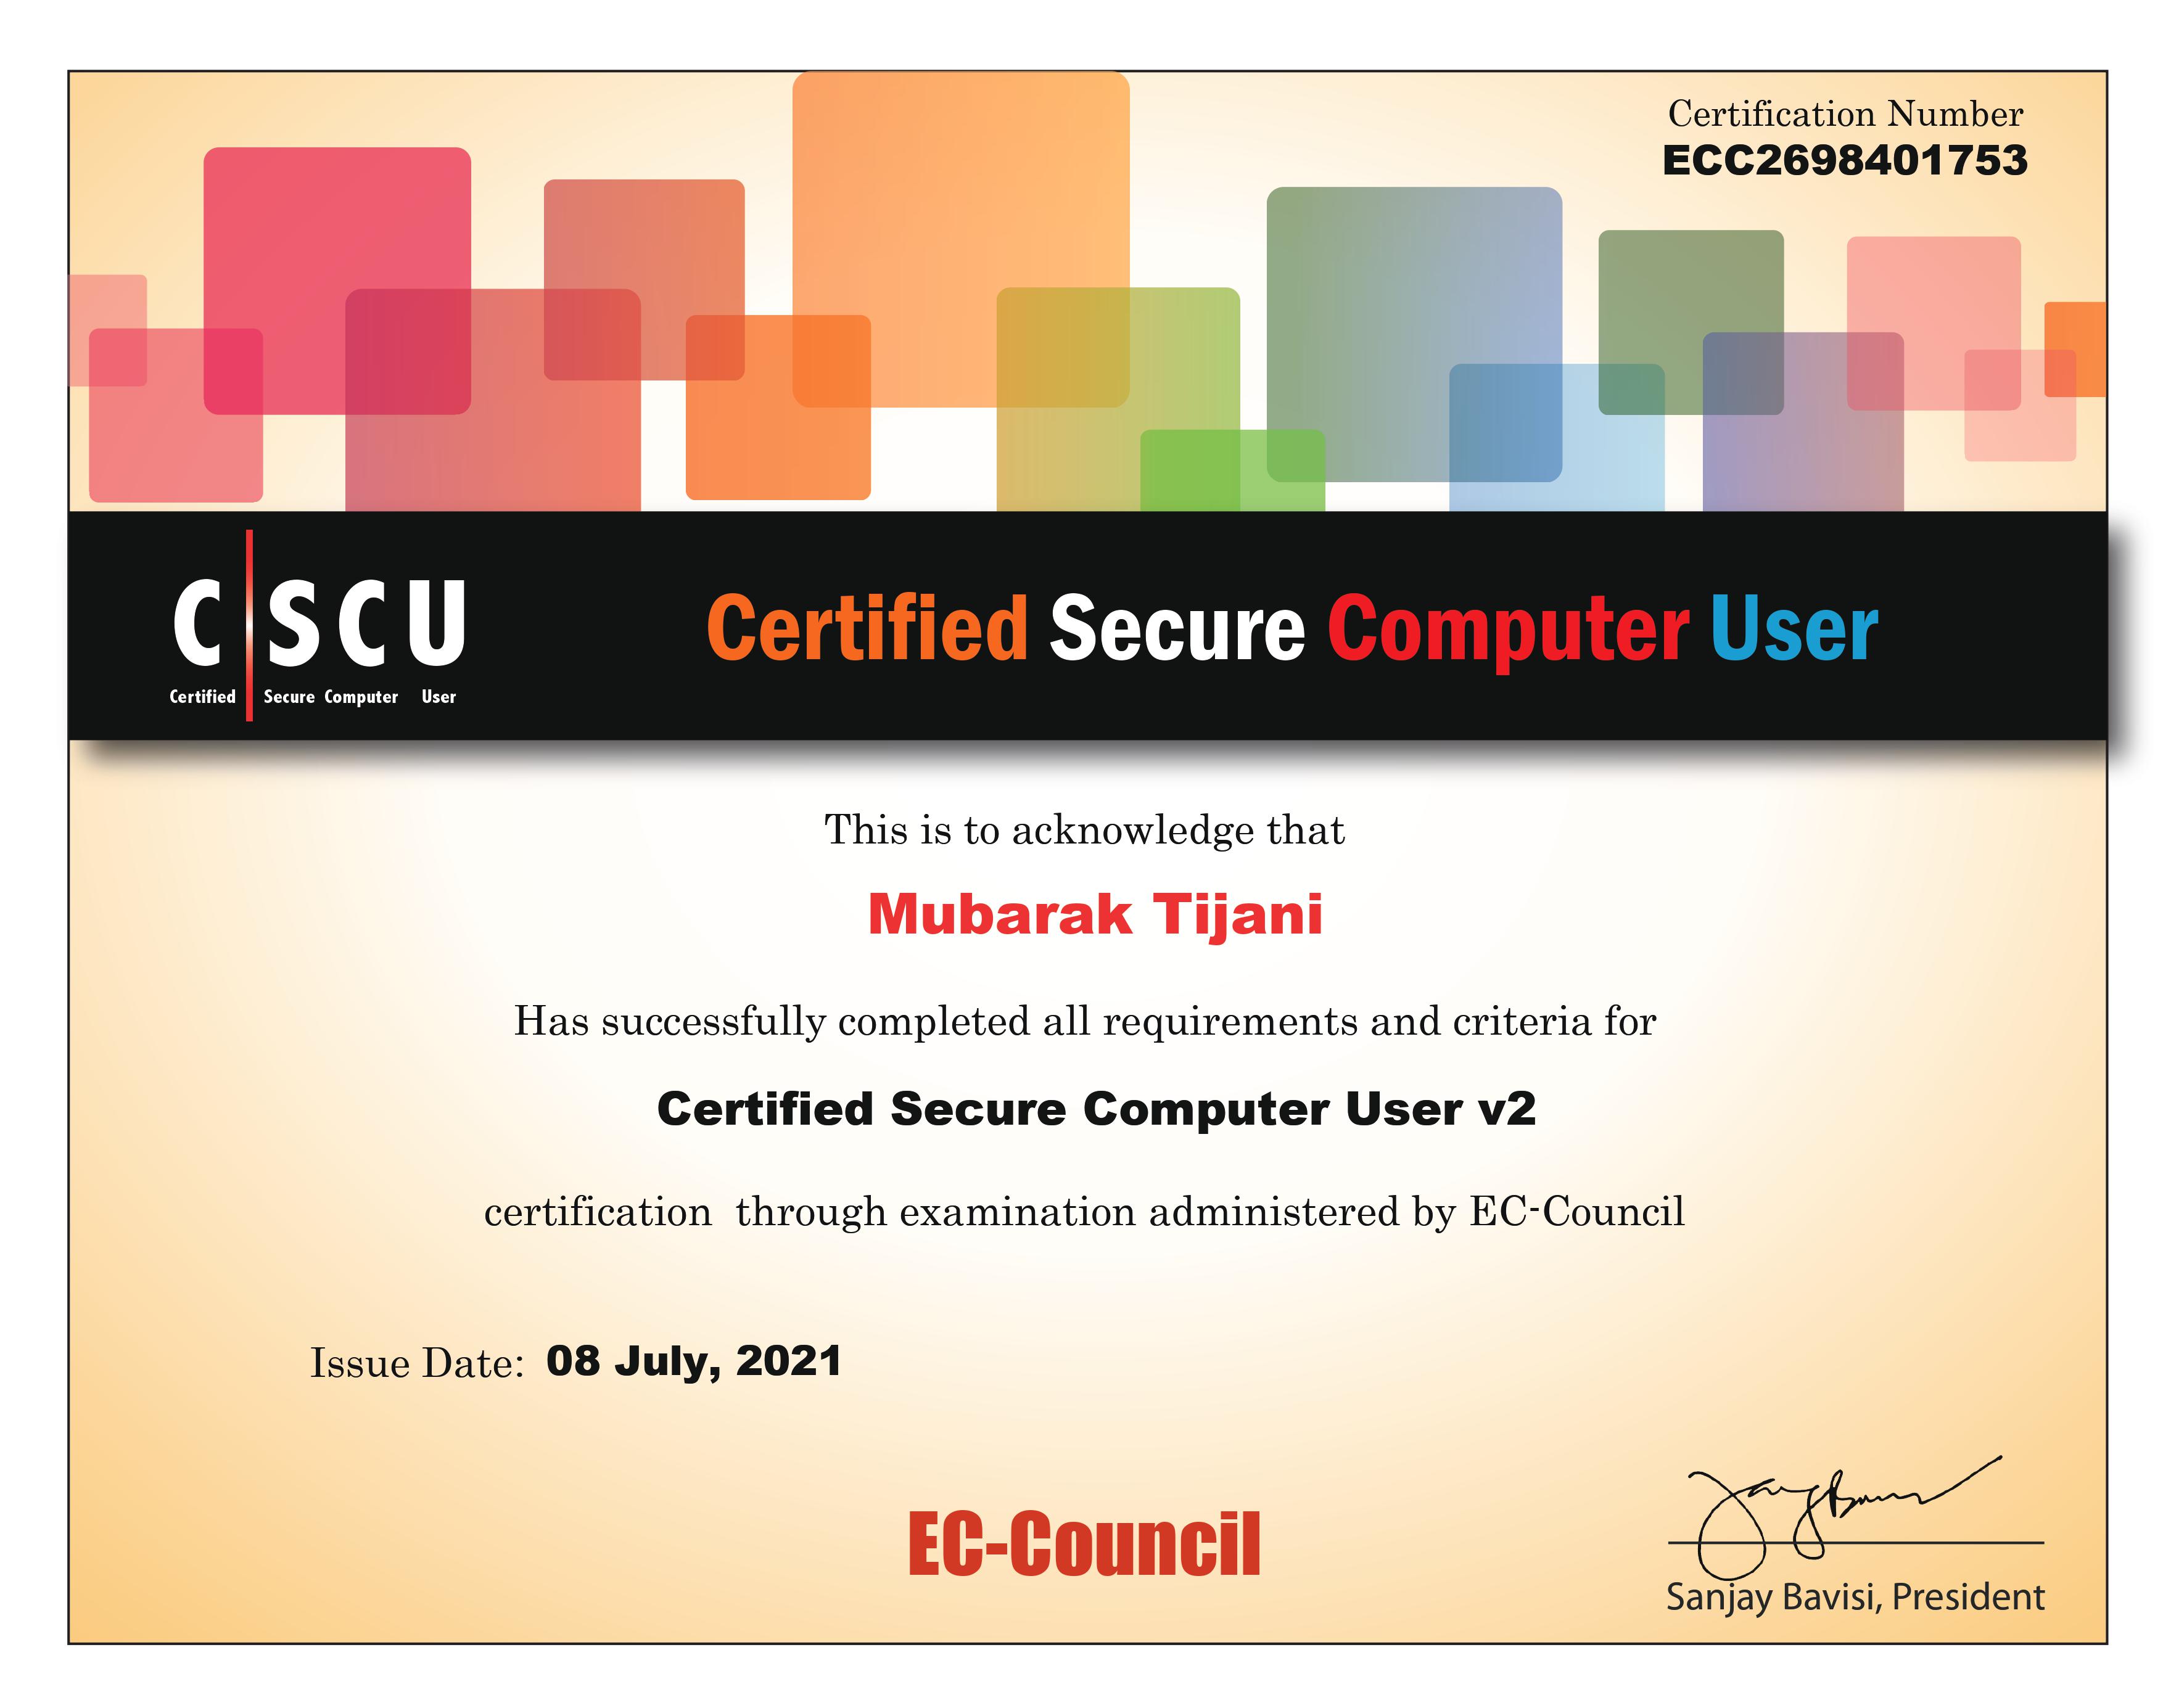 Certification Number
ECC2698401753
C SCU
Certified Secure Computer User
Certified Secure Computer User
This is to acknowledge that
Mubarak Tijani
Has successfully completed all requirements and criteria for
Certified Secure Computer User v2
certification through examination administered by EC-Council
Issue Date: 08 July, 2021
EC-Council
Sanjay Bavisi, President